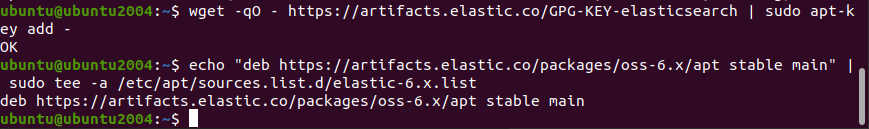 ubuntu@ubuntu2004:~$ wget -qO - https://artifacts.elastic.co/GPG-KEY-elasticsearch | sudo apt-k
ey add -
OK
ubuntu@ubuntu2004:~$ echo "deb https://artifacts.elastic.co/packages/oss-6.x/apt stable main" |
 sudo tee -a /etc/apt/sources.list.d/elastic-6.x.list
deb https://artifacts.elastic.co/packages/oss-6.x/apt stable main
ubuntu@ubuntu2004:~$